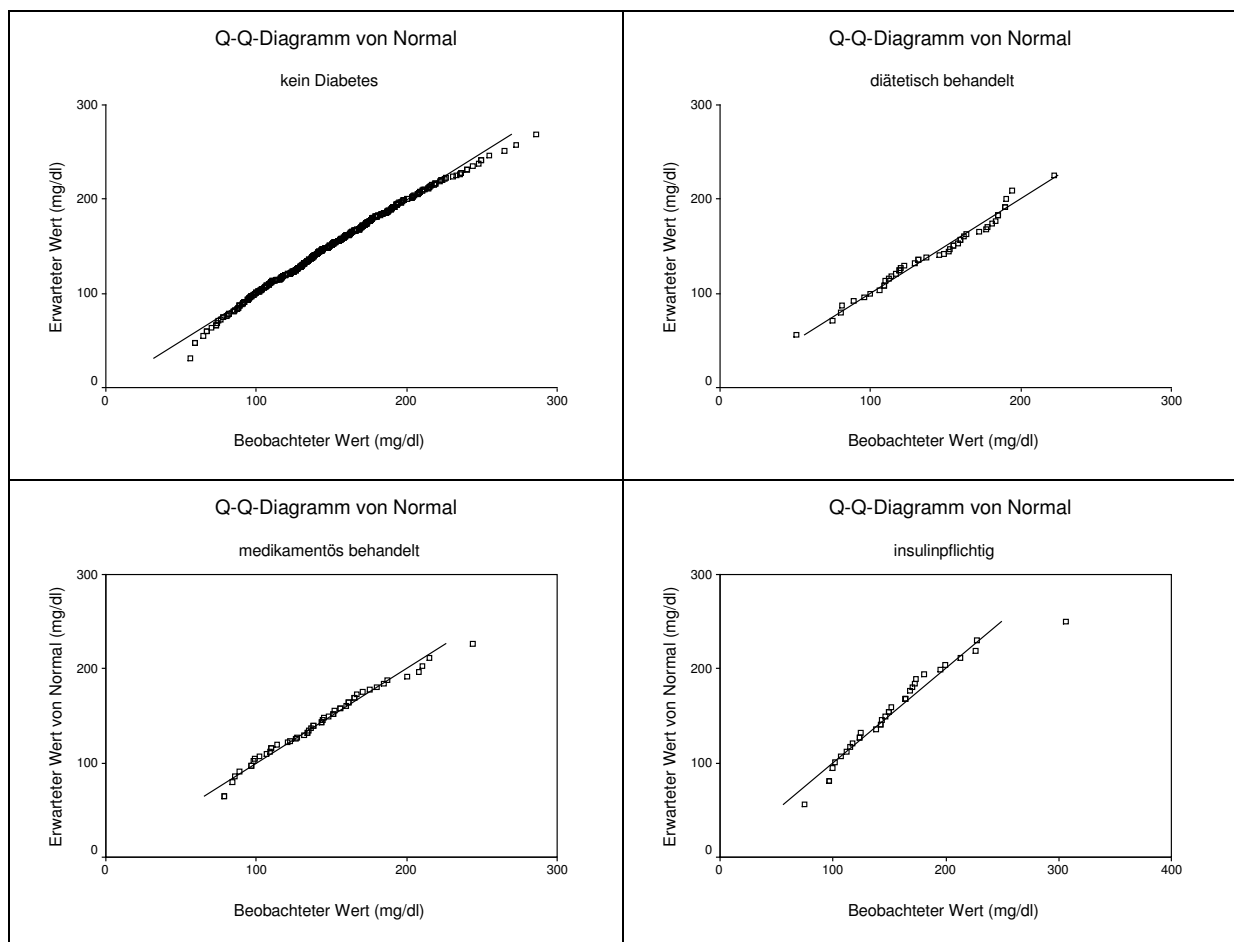 Q-Q-Diagramm von Normal
kein Diabetes
300
200
100
0
0 100 200 300
Erwarteter Wert (mg/dl)
Beobachteter Wert (mg/dl)
Q-Q-Diagramm von Normal
diätetisch behandelt
300
200
100
0
0 100 200 300
Erwarteter Wert (mg/dl)
Beobachteter Wert (mg/dl)
Q-Q-Diagramm von Normal
medikamentös behandelt
300
200
100
0
0 100 200 300
Erwarteter Wert von Normal (mg/dl)
Beobachteter Wert (mg/dl)
Q-Q-Diagramm von Normal
insulinpflichtig
300
200
100
0
0 100 200 300 400
Erwarteter Wert von Normal (mg/dl)
Beobachteter Wert (mg/dl)